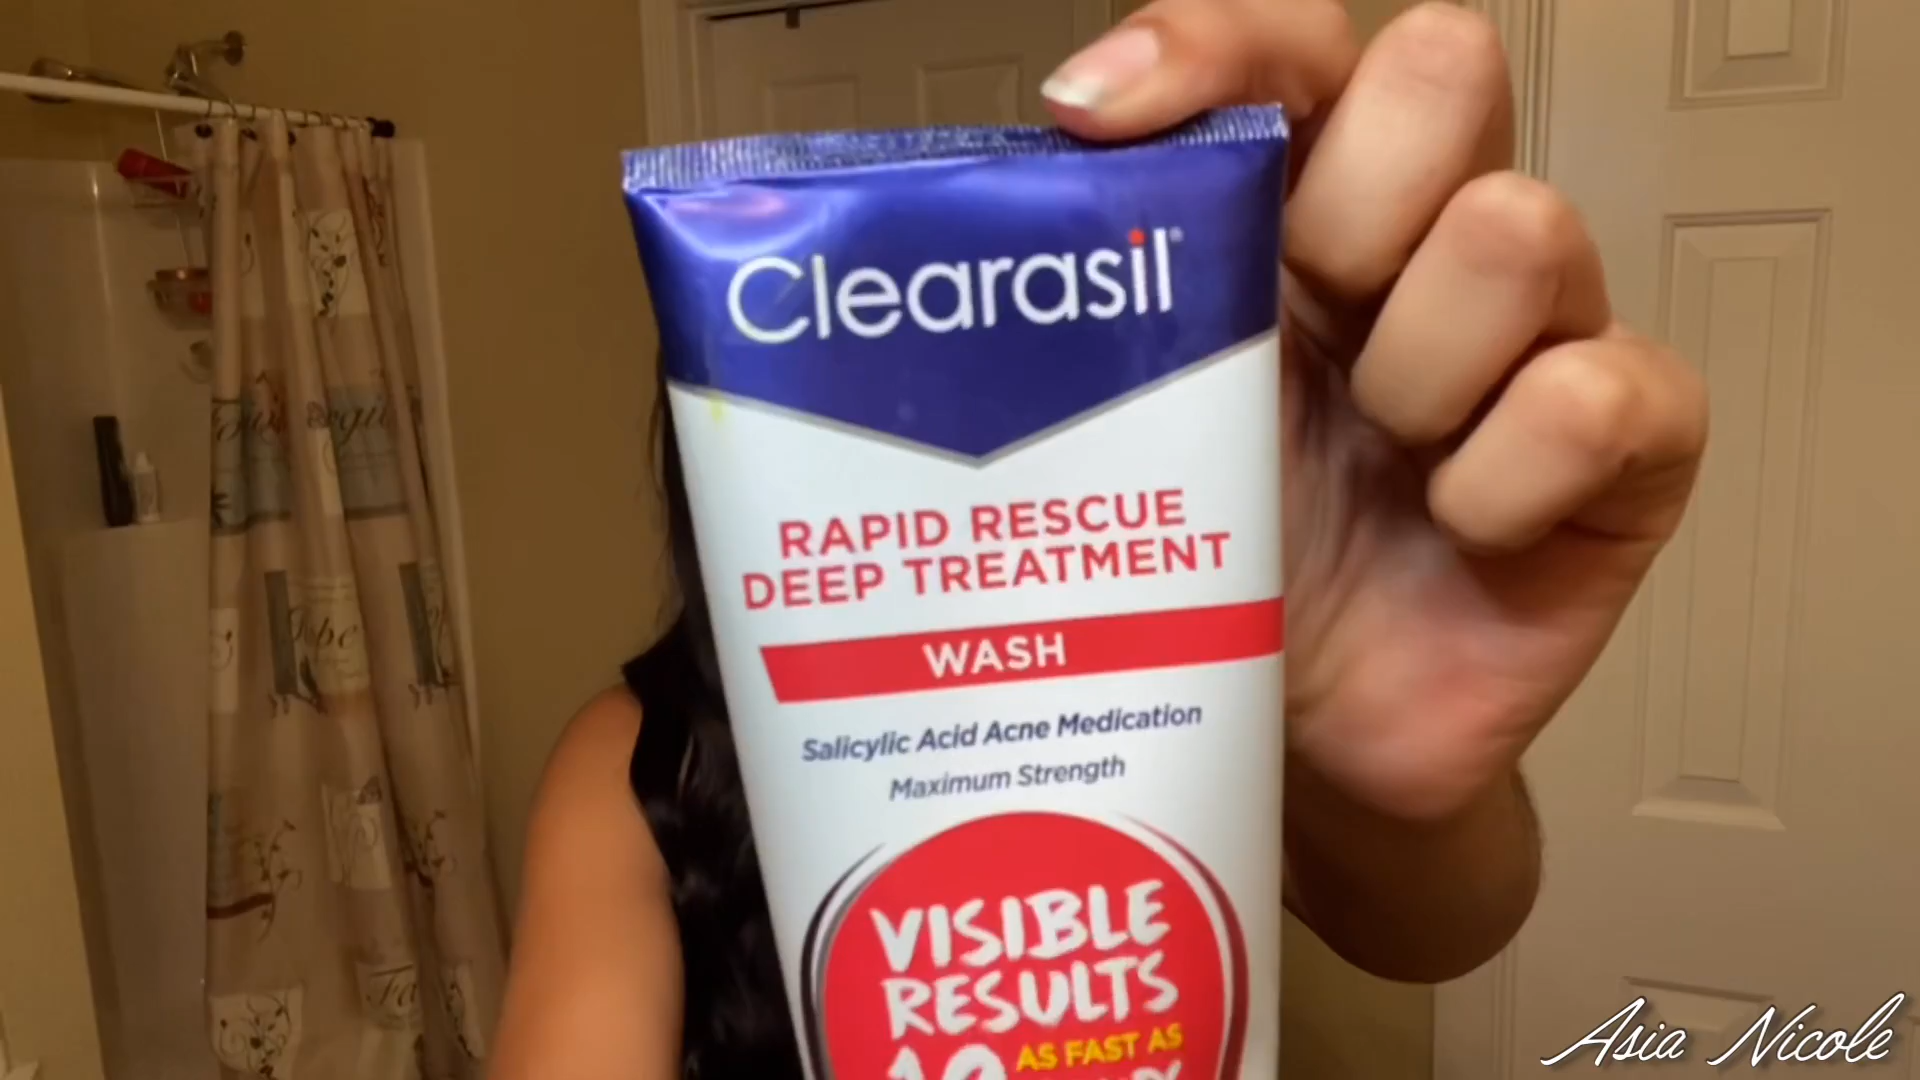 Clearasil®
RAPID RESCUE
DEEP TREATMENT
WASH
Salicylic Acid Acne Medication
Maximum Strength
VISIBLE
RESULTS
AS FAST AS
Asia Nicole